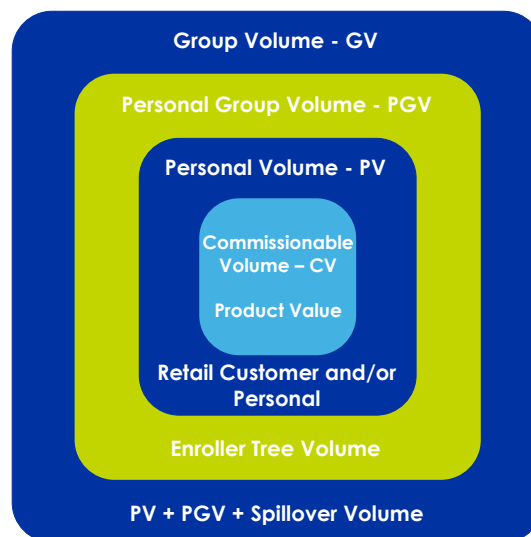 Group Volume - GV
Personal Group Volume - PGV
Personal Volume - PV
Commissionable
Volume – CV
Product Value
Retail Customer and/or
Personal
Enroller Tree Volume
PV + PGV + Spillover Volume